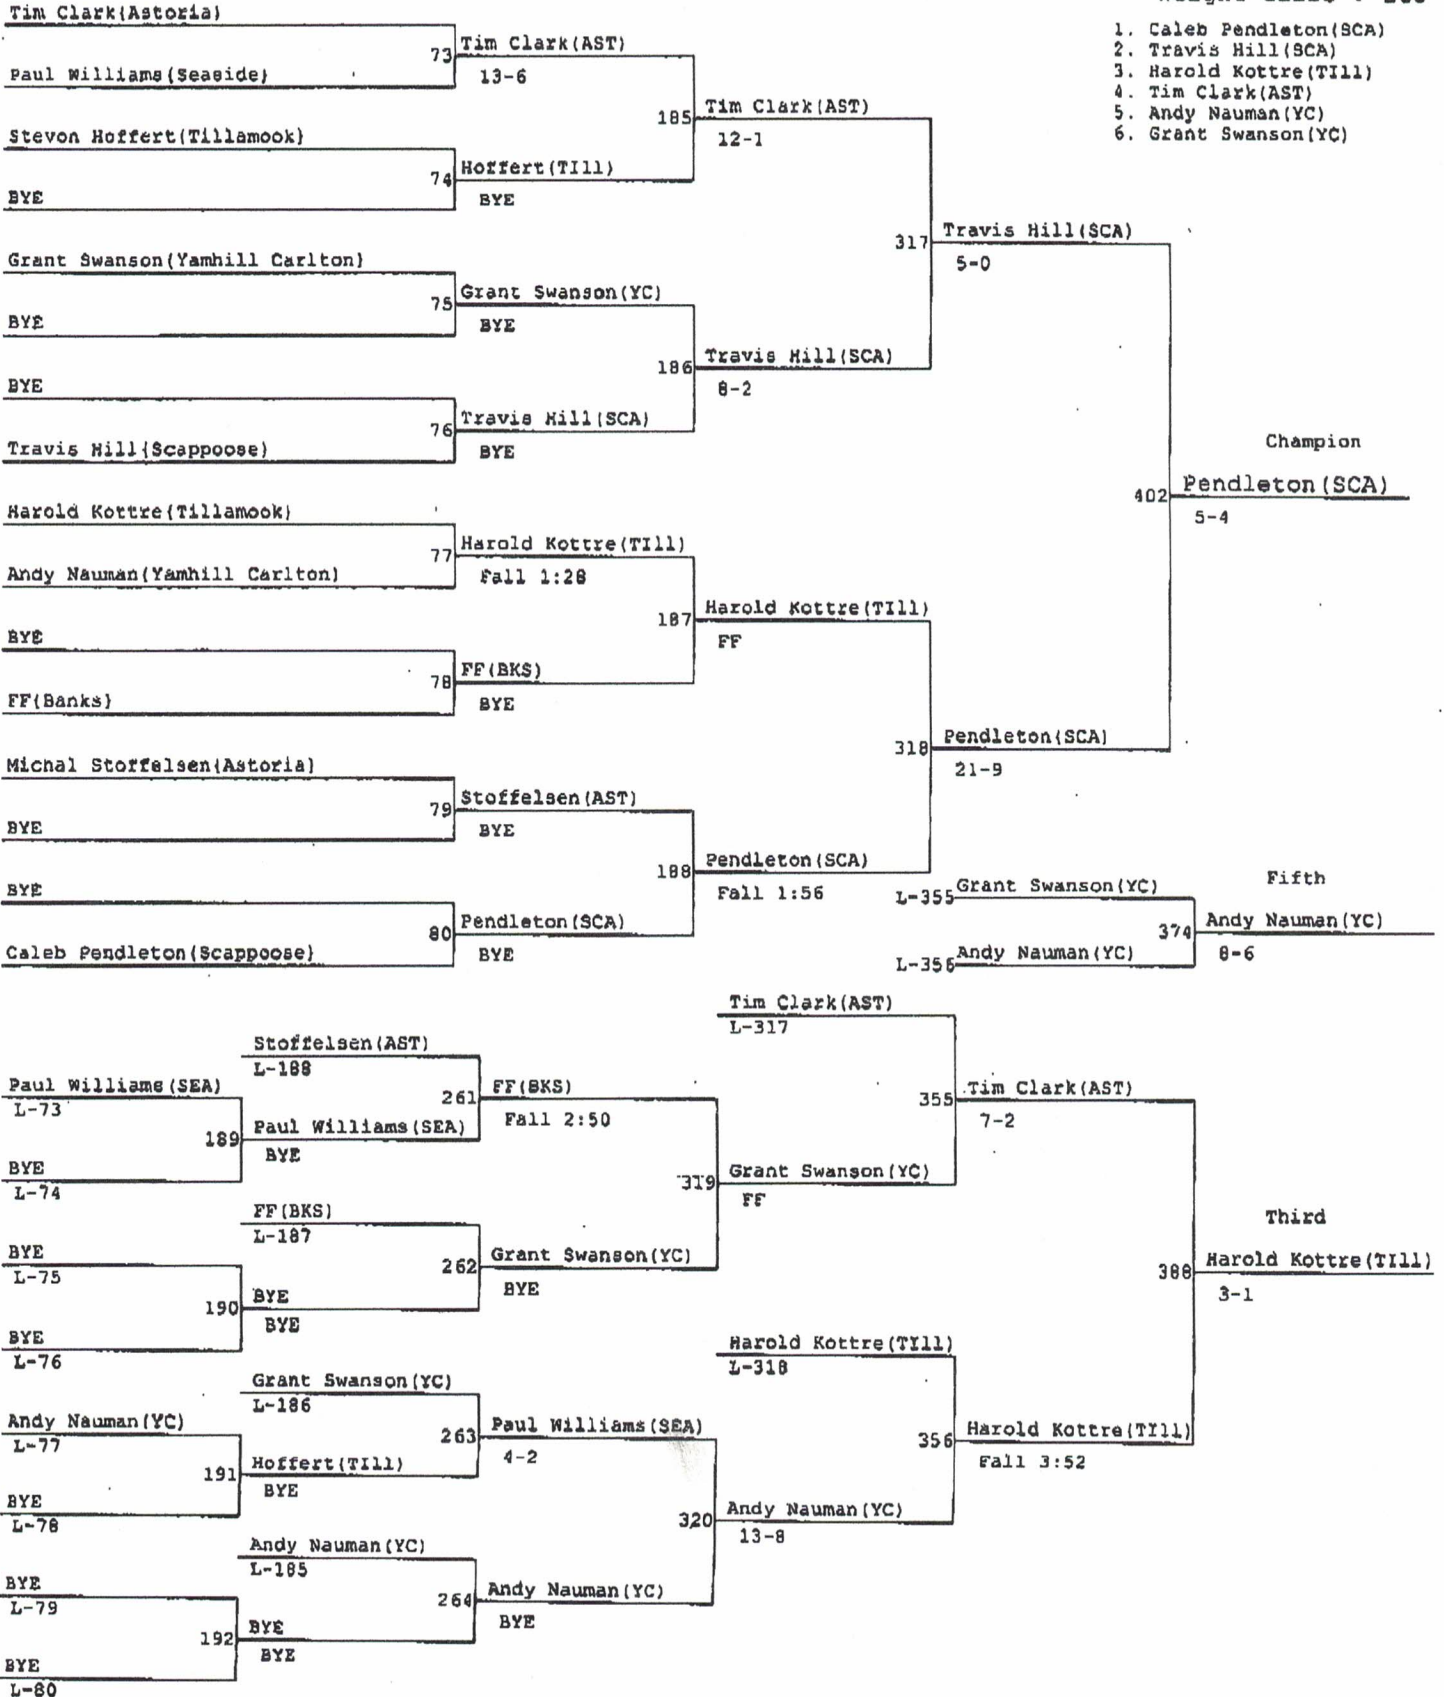 Tim Clark(Astoria)
73
Tim Clark(AST)
13-6
Paul Williams(Seaside)
185
Tim Clark(AST)
12-1
Stevon Hoffert(Tillamook)
74
Hoffert(TIll)
BYE
BYE
317
Travis Hill(SCA)
5-0
Grant Swanson(Yamhill Carlton)
75
Grant Swanson(YC)
BYE
BYE
186
Travis Hill(SCA)
8-2
BYE
76
Travis Hill(SCA)
BYE
Travis Hill(Scappoose)
1. Caleb Pendleton(SCA)
2. Travis Hill(SCA)
3. Harold Kottre(TIll)
4. Tim Clark(AST)
5. Andy Nauman(YC)
6. Grant Swanson(YC)
Champion
402
Pendleton(SCA)
5-4
Harold Kottre(Tillamook)
77
Harold Kottre(TIll)
Fall 1:28
Andy Nauman(Yamhill Carlton)
187
Harold Kottre(TIll)
FF
BYE
78
FF(BKS)
BYE
FF(Banks)
318
Pendleton(SCA)
21-9
Michal Stoffelsen(Astoria)
79
Stoffelsen(AST)
BYE
BYE
188
Pendleton(SCA)
Fall 1:56
BYE
80
Pendleton(SCA)
BYE
Caleb Pendleton(Scappoose)
Fifth
L-355
Grant Swanson(YC)
374
Andy Nauman(YC)
8-6
L-356
Andy Nauman(YC)
Tim Clark(AST)
L-317
Stoffelsen(AST)
L-188
Paul Williams(SEA)
L-73
189
Paul Williams(SEA)
BYE
BYE
L-74
261
FF(BKS)
Fall 2:50
355
Tim Clark(AST)
7-2
319
Grant Swanson(YC)
FF
FF(BKS)
L-187
BYE
L-75
190
BYE
BYE
BYE
L-76
262
Grant Swanson(YC)
BYE
Third
388
Harold Kottre(TIll)
3-1
Harold Kottre(TIll)
L-318
Grant Swanson(YC)
L-186
Andy Nauman(YC)
L-77
191
Hoffert(TIll)
BYE
BYE
L-78
263
Paul Williams(SEA)
4-2
356
Harold Kottre(TIll)
Fall 3:52
320
Andy Nauman(YC)
13-8
Andy Nauman(YC)
L-185
BYE
L-79
192
BYE
BYE
BYE
L-80
264
Andy Nauman(YC)
BYE